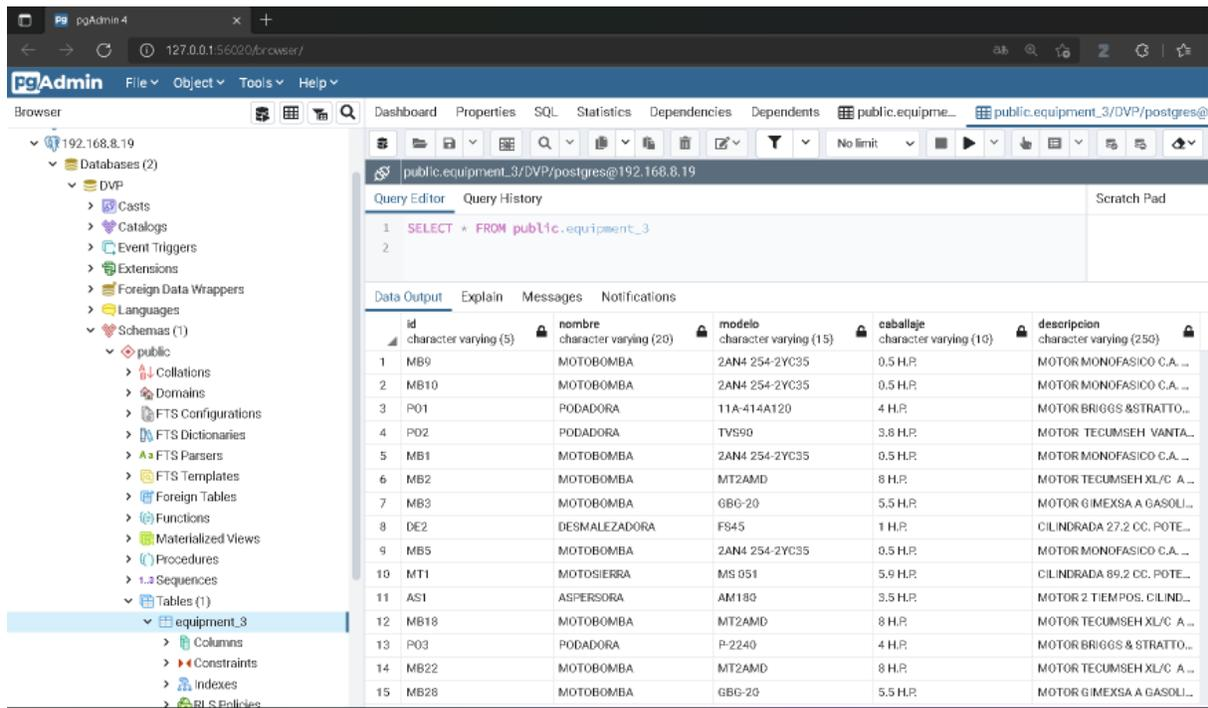 pgAdmin 4
127.0.0.1:56020/browser/
pgAdmin File Object Tools Help
Browser
192.168.8.19
Databases (2)
DVP
Casts
Catalogs
Event Triggers
Extensions
Foreign Data Wrappers
Languages
Schemas (1)
public
Collations
Domains
FTS Configurations
FTS Dictionaries
FTS Parsers
FTS Templates
Foreign Tables
Functions
Materialized Views
Procedures
Sequences
Tables (1)
equipment_3
Columns
Constraints
Indexes
RLS Policies
Dashboard Properties SQL Statistics Dependencies Dependents public.equipme... public.equipment_3/DVP/postgres@
No limit
public.equipment_3/DVP/postgres@192.168.8.19
Query Editor Query History Scratch Pad
1 SELECT * FROM public.equipment_3
2
Data Output Explain Messages Notifications
id nombre modelo caballaje descripcion
character varying (5) character varying (20) character varying (15) character varying (10) character varying (250)
1 MB9 MOTOBOMBA 2AN4 254-2YC35 0.5 H.P. MOTOR MONOFASICO C.A. ...
2 MB10 MOTOBOMBA 2AN4 254-2YC35 0.5 H.P. MOTOR MONOFASICO C.A. ...
3 PO1 PODADORA 11A-414A120 4 H.P. MOTOR BRIGGS &STRATTO...
4 PO2 PODADORA TVS90 3.8 H.P. MOTOR TECUMSEH VANTA...
5 MB1 MOTOBOMBA 2AN4 254-2YC35 0.5 H.P. MOTOR MONOFASICO C.A. ...
6 MB2 MOTOBOMBA MT2AMD 8 H.P. MOTOR TECUMSEH XL/C A ...
7 MB3 MOTOBOMBA GBG-20 5.5 H.P. MOTOR GIMEXSA A GASOLI...
8 DE2 DESMALEZADORA FS45 1 H.P. CILINDRADA 27.2 CC. POTE...
9 MB5 MOTOBOMBA 2AN4 254-2YC35 0.5 H.P. MOTOR MONOFASICO C.A. ...
10 MT1 MOTOSIERRA MS 051 5.9 H.P. CILINDRADA 89.2 CC. POTE...
11 AS1 ASPERSORA AM180 3.5 H.P. MOTOR 2 TIEMPOS. CILIND...
12 MB18 MOTOBOMBA MT2AMD 8 H.P. MOTOR TECUMSEH XL/C A ...
13 PO3 PODADORA P-2240 4 H.P. MOTOR BRIGGS & STRATTO...
14 MB22 MOTOBOMBA MT2AMD 8 H.P. MOTOR TECUMSEH XL/C A ...
15 MB28 MOTOBOMBA GBG-20 5.5 H.P. MOTOR GIMEXSA A GASOLI...